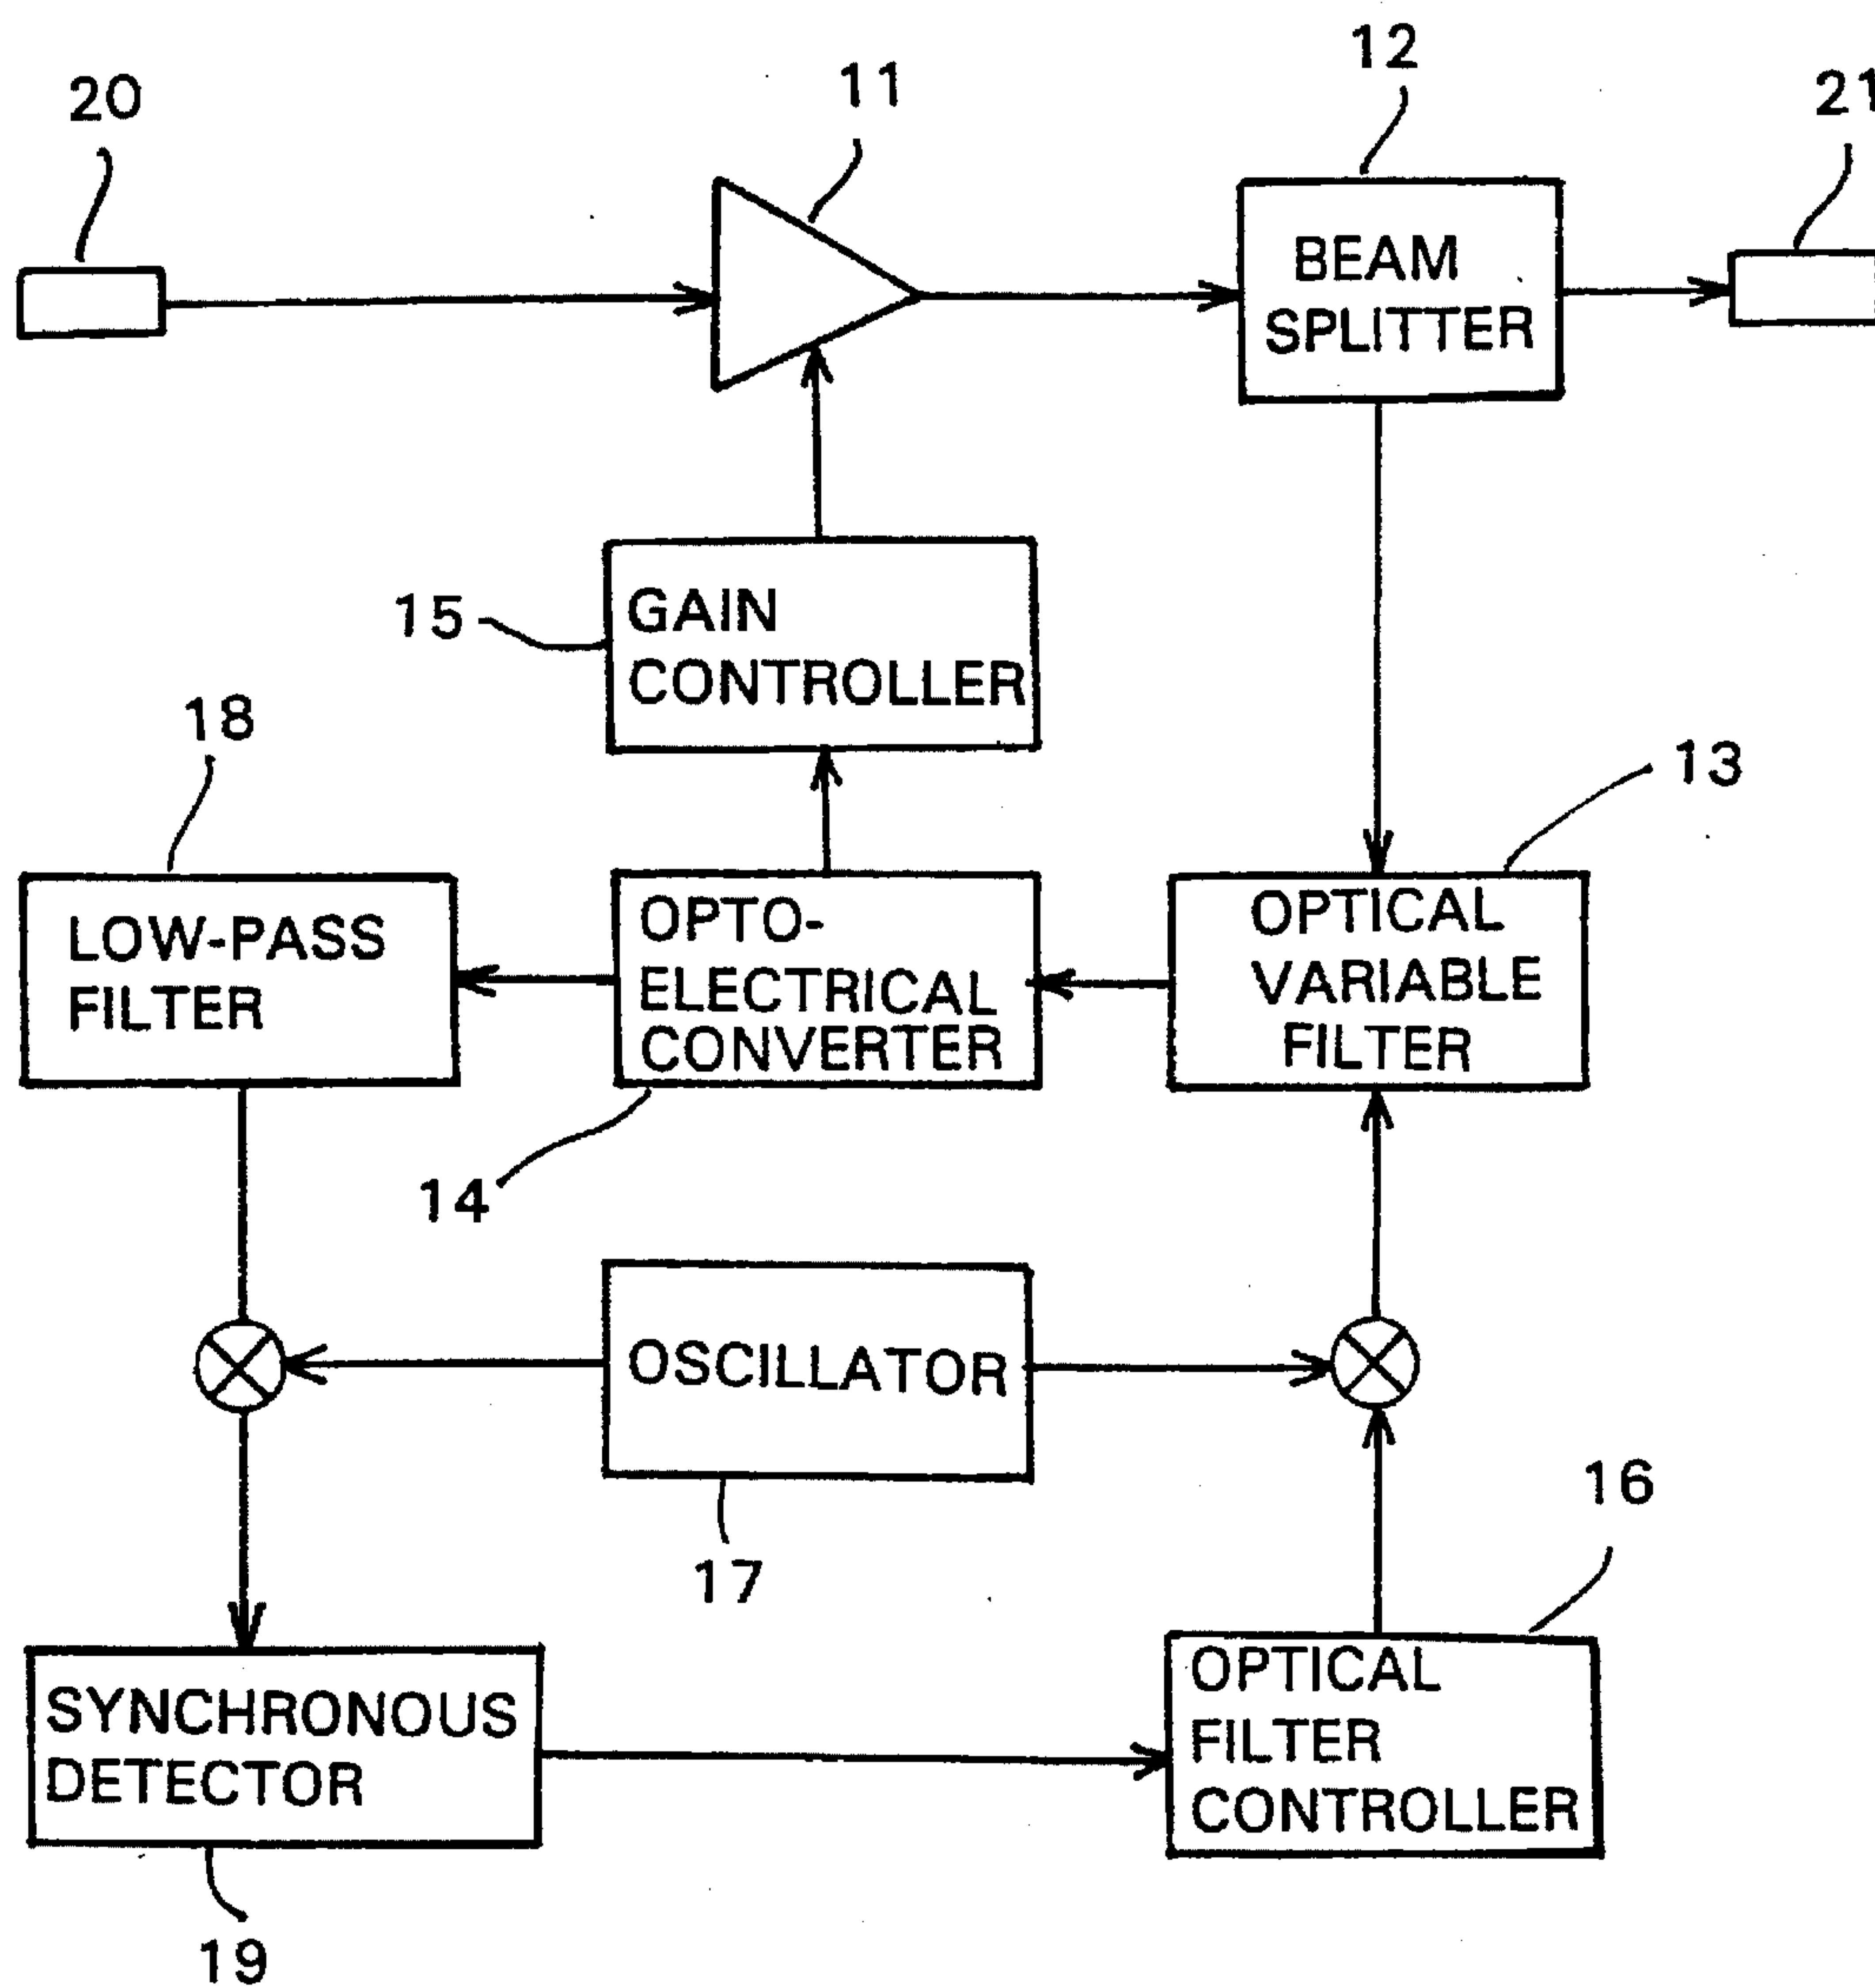 12
20
11
21
BEAM
SPLITTER
15
GAIN
CONTROLLER
18
13
LOW-PASS
FILTER
OPTO-
ELECTRICAL
CONVERTER
OPTICAL
VARIABLE
FILTER
14
OSCILLATOR
17
16
SYNCHRONOUS
DETECTOR
OPTICAL
FILTER
CONTROLLER
19